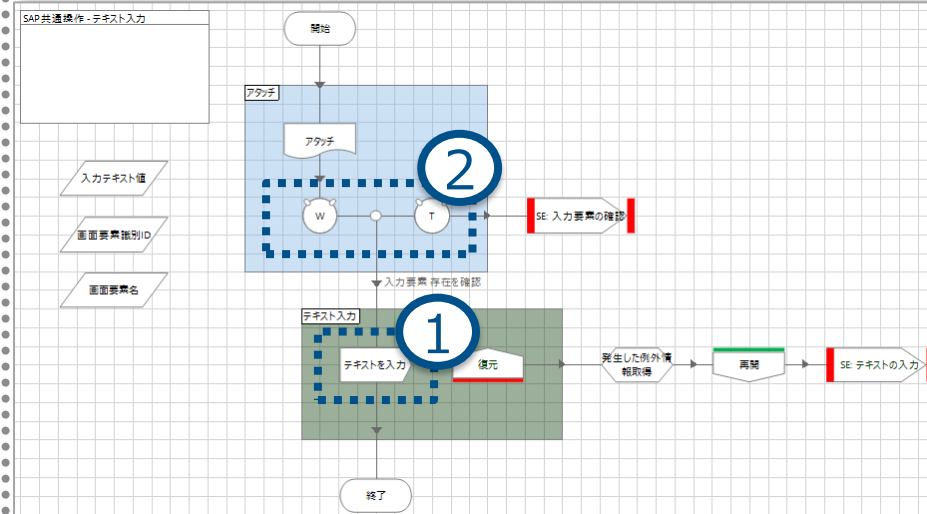 SAP共通操作 - テキスト入力
開始
アタッチ
アタッチ
2
入力テキスト値
W
T
SE: 入力要素の確認
画面要素識別ID
画面要素名
入力要素 存在を確認
テキスト入力
1
テキストを入力
復元
発生した例外情
報取得
再開
SE: テキストの入力
終了